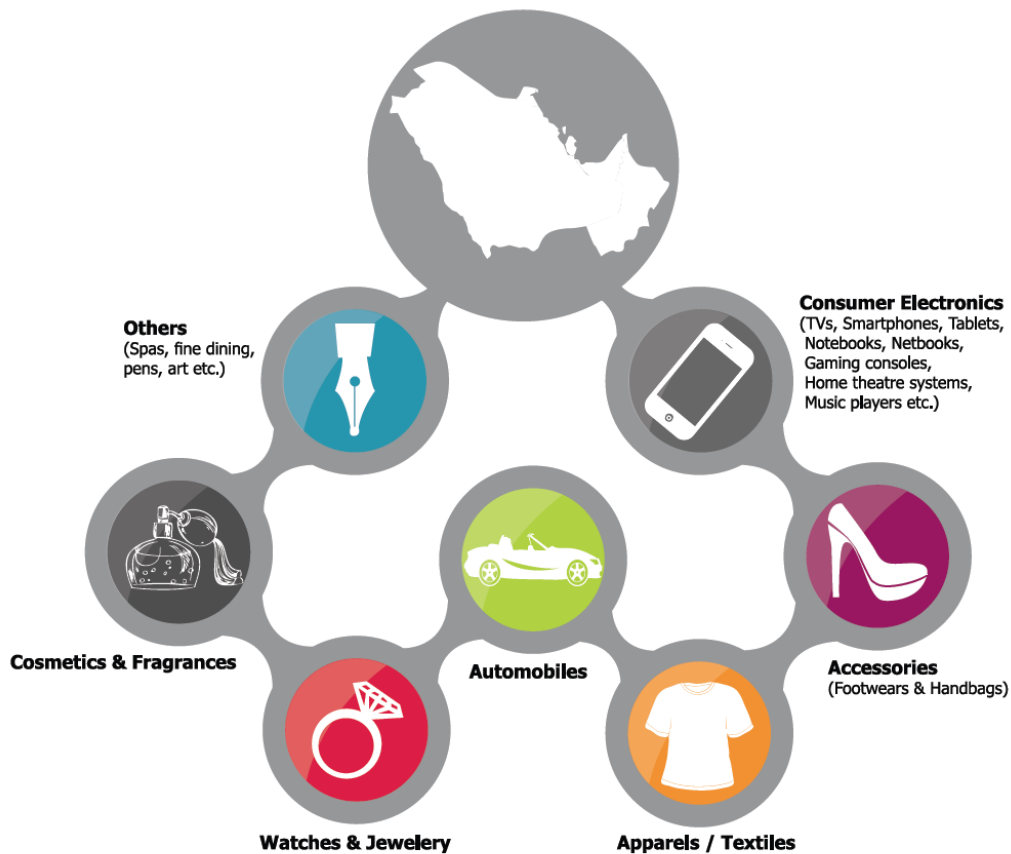 Others
(Spas, fine dining,
pens, art etc.)
Consumer Electronics
(TVs, Smartphones, Tablets,
Notebooks, Netbooks,
Gaming consoles,
Home theatre systems,
Music players etc.)
Cosmetics & Fragrances
Automobiles
Accessories
(Footwears & Handbags)
Watches & Jewelery
Apparels / Textiles